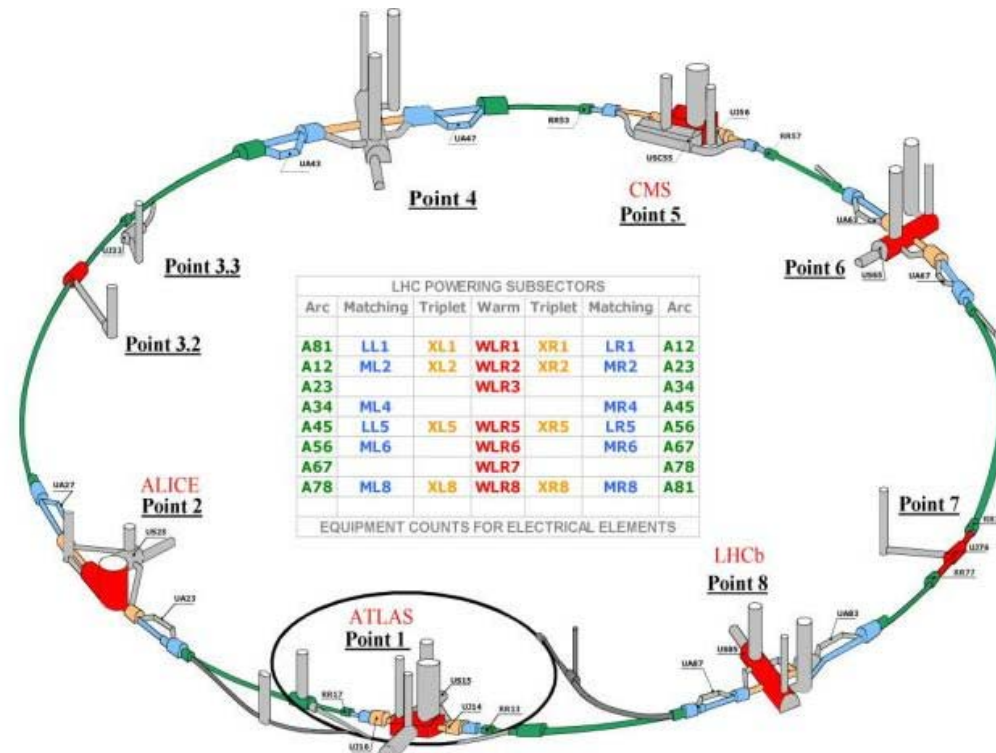 UA43
UA47
RR53
UJ56
USC55
RR57
CMS
Point 5
Point 4
UA63
Point 6
US65
UA67
UJ33
Point 3.3
Point 3.2
LHC POWERING SUBSECTORS
Arc Matching Triplet Warm Triplet Matching Arc
A81 LL1 XL1 WLR1 XR1 LR1 A12
A12 ML2 XL2 WLR2 XR2 MR2 A23
A23 WLR3 A34
A34 ML4 MR4 A45
A45 LL5 XL5 WLR5 XR5 LR5 A56
A56 ML6 WLR6 MR6 A67
A67 WLR7 A78
A78 ML8 XL8 WLR8 XR8 MR8 A81
EQUIPMENT COUNTS FOR ELECTRICAL ELEMENTS
UA27
ALICE
Point 2
US25
UA23
Point 7
UJ76
RR77
LHCb
Point 8
UA83
US85
UA87
ATLAS
Point 1
US15
RR17
UJ14
RR13
UJ16